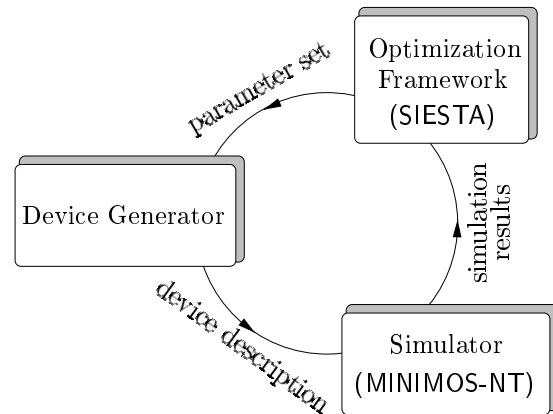 Optimization
Framework
(SIESTA)
parameter set
Device Generator
simulation
results
device description
Simulator
(MINIMOS-NT)